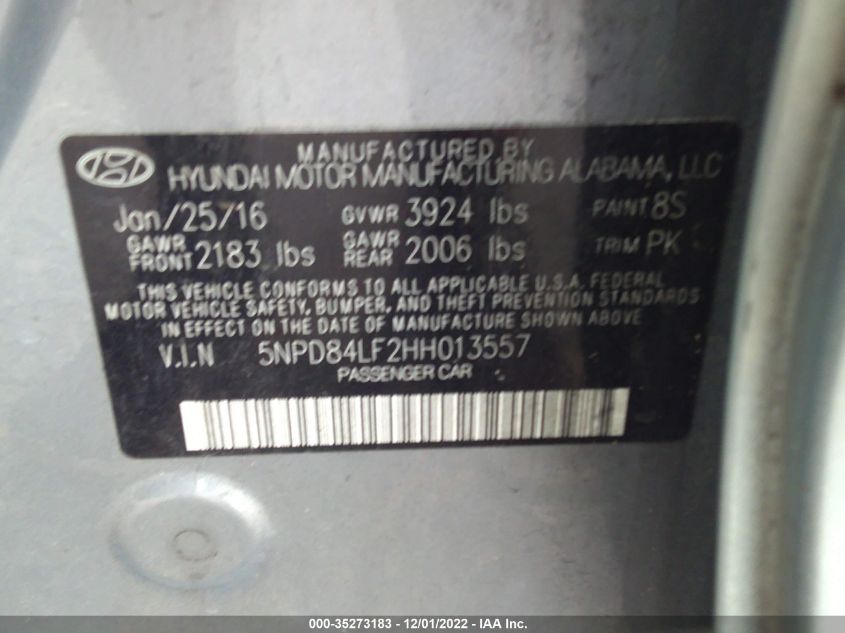 MANUFACTURED BY
HYUNDAI MOTOR MANUFACTURING ALABAMA, LLC
Jan/25/16 GVWR 3924 lbs PAINT 8S
GAWR FRONT 2183 lbs GAWR REAR 2006 lbs TRIM PK
THIS VEHICLE CONFORMS TO ALL APPLICABLE U.S.A. FEDERAL
MOTOR VEHICLE SAFETY, BUMPER, AND THEFT PREVENTION STANDARDS
IN EFFECT ON THE DATE OF MANUFACTURE SHOWN ABOVE.
V.I.N 5NPD84LF2HH013557
PASSENGER CAR
000-35273183 - 12/01/2022 - IAA Inc.